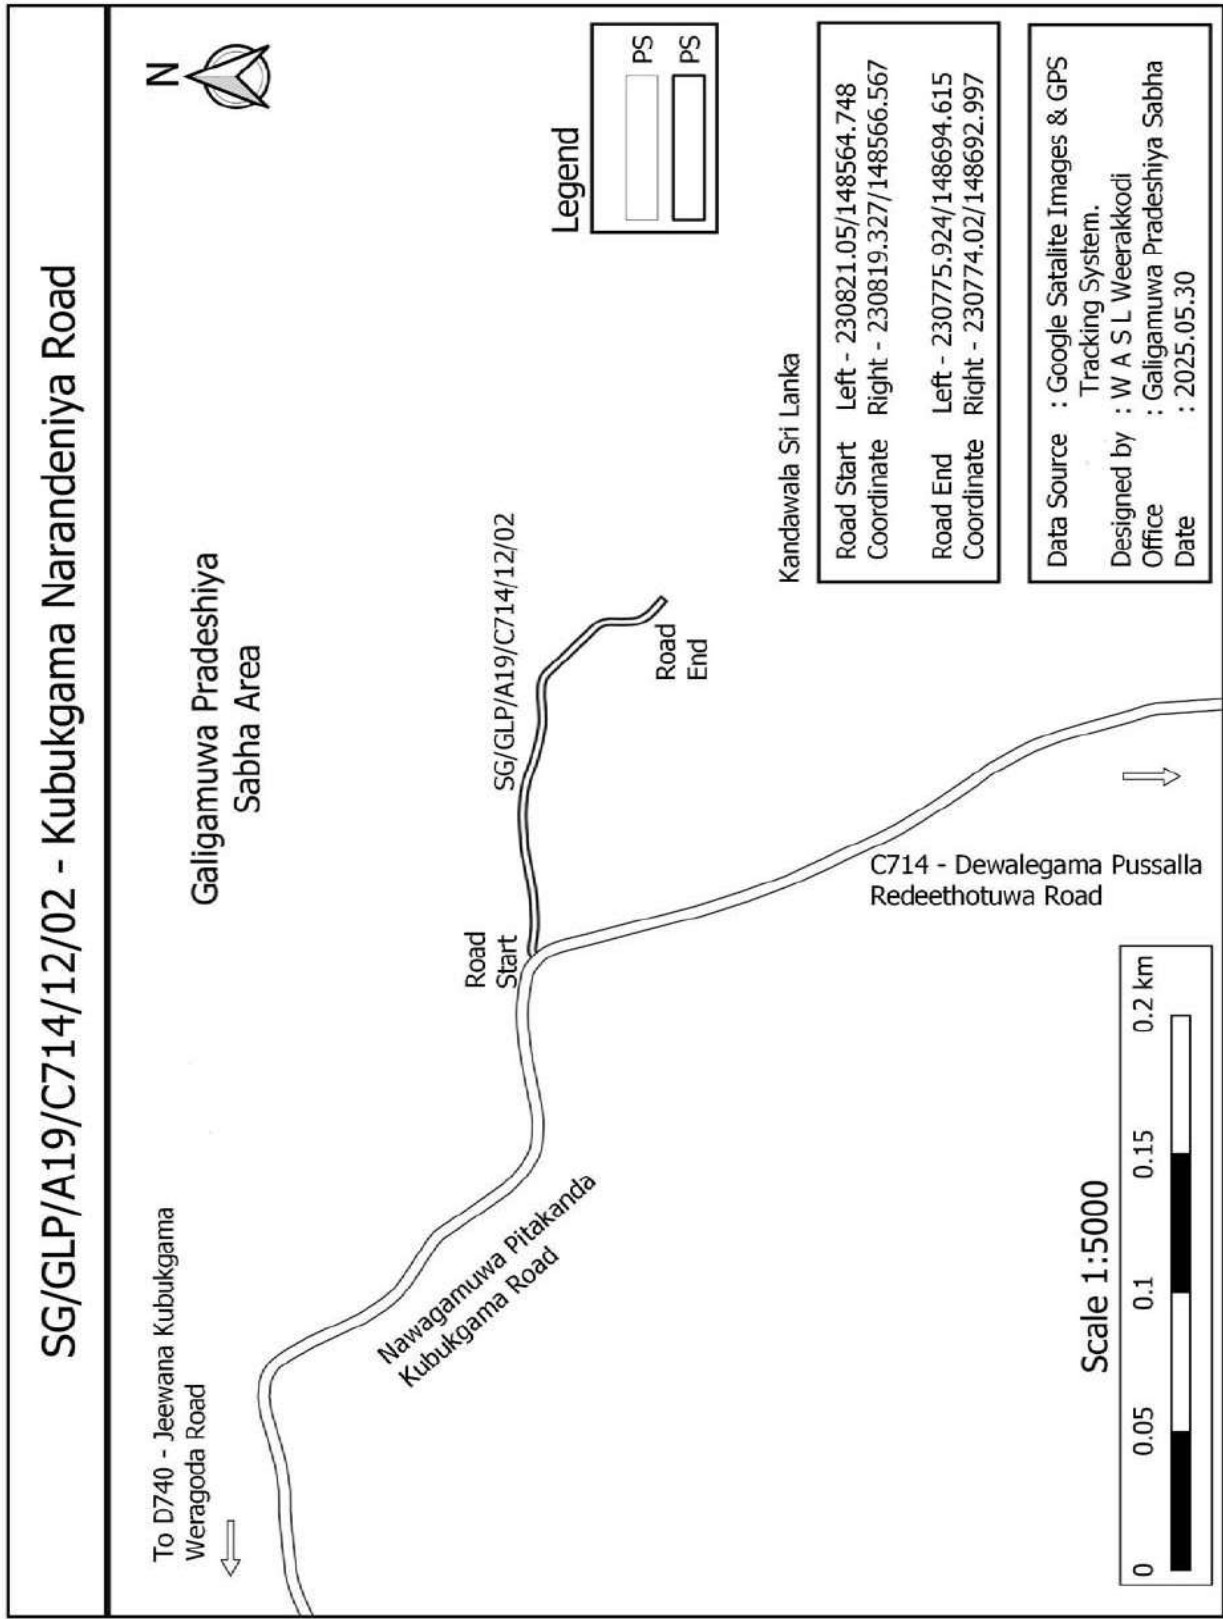 SG/GLP/A19/C714/12/02 - Kubukgama Narandeniya Road
N
To D740 - Jeewana Kubukgama
Weragoda Road
Galigamuwa Pradeshiya
Sabha Area
Nawagamuwa Pitakanda
Kubukgama Road
Road
Start
SG/GLP/A19/C714/12/02
Road
End
C714 - Dewalegama Pussalla
Redeethotuwa Road
Legend
PS
PS
Kandawala Sri Lanka
Road Start Left - 230821.05/148564.748
Coordinate Right - 230819.327/148566.567
Road End Left - 230775.924/148694.615
Coordinate Right - 230774.02/148692.997
Data Source : Google Satalite Images & GPS
Tracking System.
Designed by : W A S L Weerakkodi
Office : Galigamuwa Pradeshiya Sabha
Date : 2025.05.30
Scale 1:5000
0 0.05 0.1 0.15 0.2 km